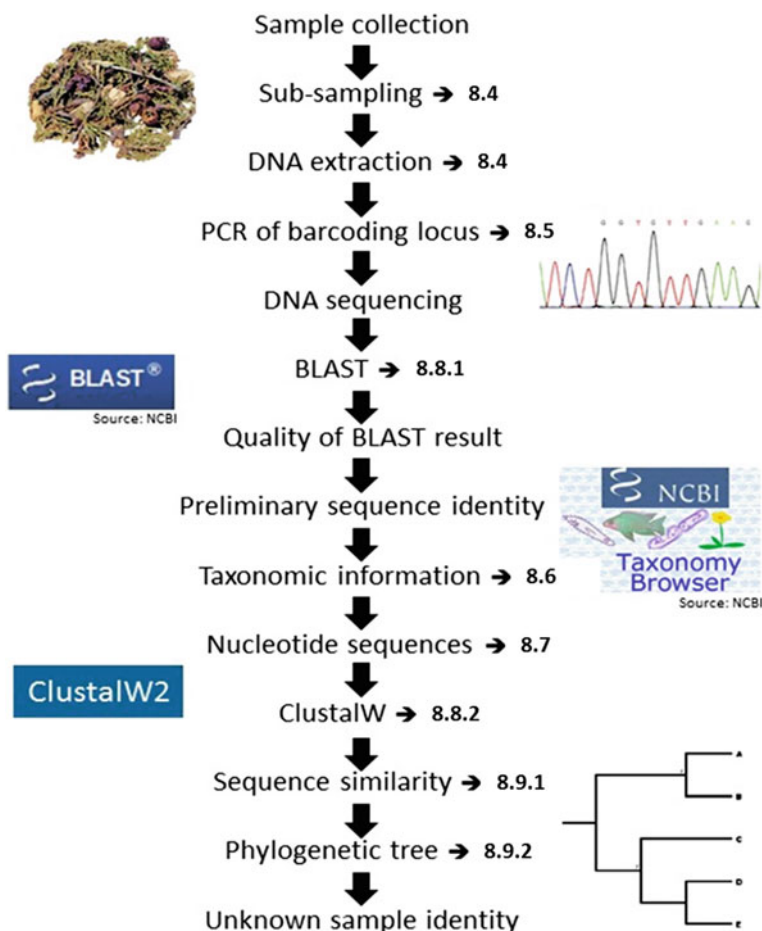 Sample collection
Sub-sampling → 8.4
DNA extraction → 8.4
PCR of barcoding locus → 8.5
G G T G T T G A A G
DNA sequencing
BLAST → 8.8.1
BLAST®
Source: NCBI
Quality of BLAST result
Preliminary sequence identity
NCBI
Taxonomy
Browser
Source: NCBI
Taxonomic information → 8.6
Nucleotide sequences → 8.7
ClustalW2
ClustalW → 8.8.2
Sequence similarity → 8.9.1
Phylogenetic tree → 8.9.2
A
B
C
D
E
Unknown sample identity